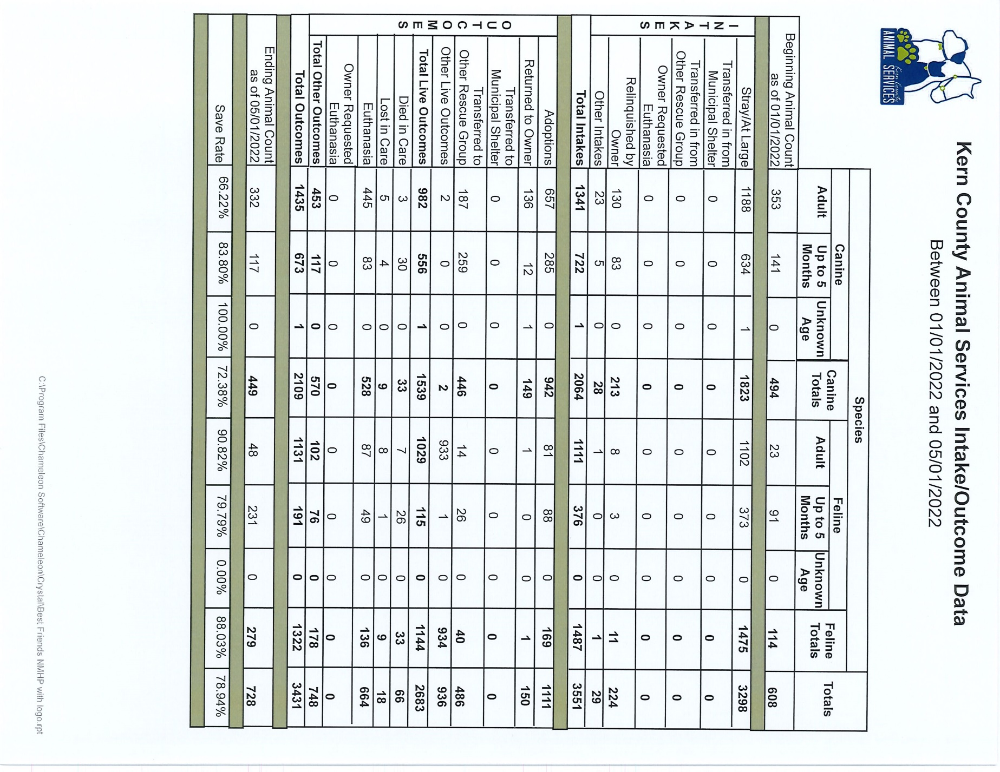 Kern County
ANIMAL SERVICES
Kern County Animal Services Intake/Outcome Data
Between 01/01/2022 and 05/01/2022
Species
Canine
Canine Totals
Feline
Feline Totals
Totals
Adult
Up to 5 Months
Unknown Age
Adult
Up to 5 Months
Unknown Age
Beginning Animal Count as of 01/01/2022 353 141 0 494 23 91 0 114 608
INTAKES
Stray/At Large 1188 634 1 1823 1102 373 0 1475 3298
Transferred in from Municipal Shelter 0 0 0 0 0 0 0 0 0
Transferred in from Other Rescue Group 0 0 0 0 0 0 0 0 0
Owner Requested Euthanasia 0 0 0 0 0 0 0 0 0
Relinquished by Owner 130 83 0 213 8 3 0 11 224
Other Intakes 23 5 0 28 1 0 0 1 29
Total Intakes 1341 722 1 2064 1111 376 0 1487 3551
OUTCOMES
Adoptions 657 285 0 942 81 88 0 169 1111
Returned to Owner 136 12 1 149 1 0 0 1 150
Transferred to Municipal Shelter 0 0 0 0 0 0 0 0 0
Transferred to Other Rescue Group 187 259 0 446 14 26 0 40 486
Other Live Outcomes 2 0 0 2 933 1 0 934 936
Total Live Outcomes 982 556 1 1539 1029 115 0 1144 2683
Died in Care 3 30 0 33 7 26 0 33 66
Lost in Care 5 4 0 9 8 1 0 9 18
Euthanasia 445 83 0 528 87 49 0 136 664
Owner Requested Euthanasia 0 0 0 0 0 0 0 0 0
Total Other Outcomes 453 117 0 570 102 76 0 178 748
Total Outcomes 1435 673 1 2109 1131 191 0 1322 3431
Ending Animal Count as of 05/01/2022 332 117 0 449 48 231 0 279 728
Save Rate 66.22% 83.80% 100.00% 72.38% 90.82% 79.79% 0.00% 88.03% 78.94%
C:\Program Files\Chameleon Software\Chameleon\Crystal\Best Friends NMHP with logo.rpt